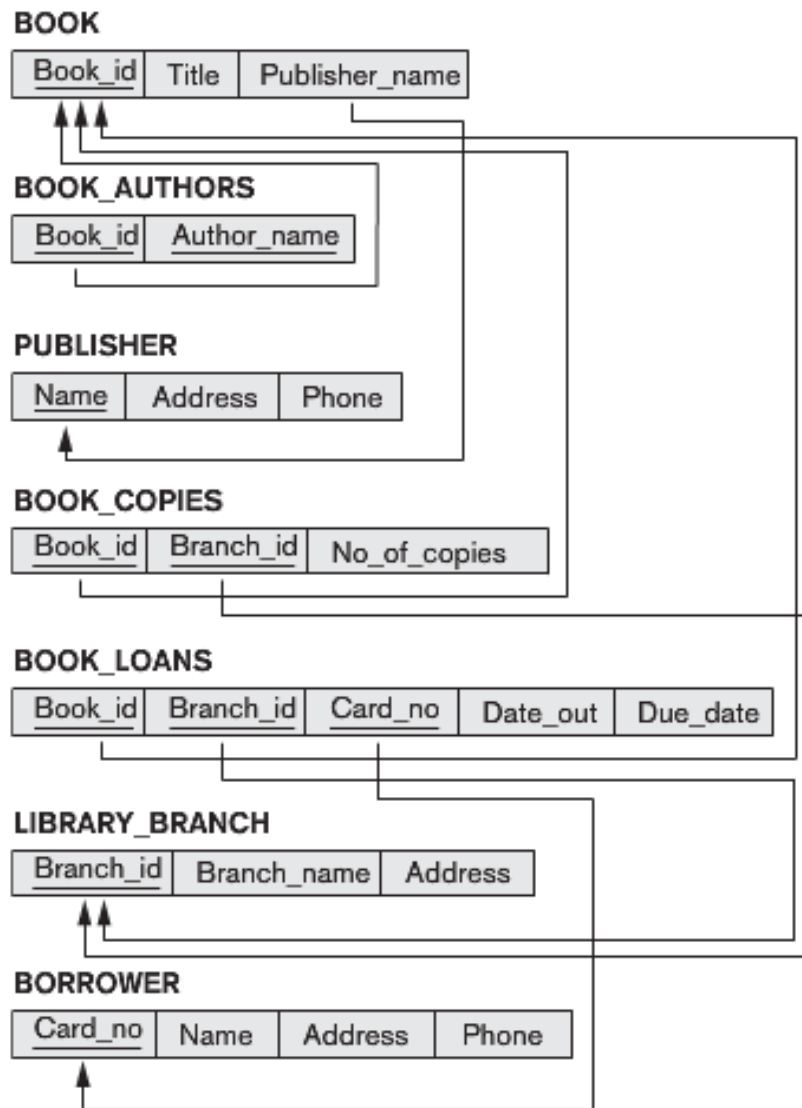 BOOK
Book_id Title Publisher_name
BOOK_AUTHORS
Book_id Author_name
PUBLISHER
Name Address Phone
BOOK_COPIES
Book_id Branch_id No_of_copies
BOOK_LOANS
Book_id Branch_id Card_no Date_out Due_date
LIBRARY_BRANCH
Branch_id Branch_name Address
BORROWER
Card_no Name Address Phone